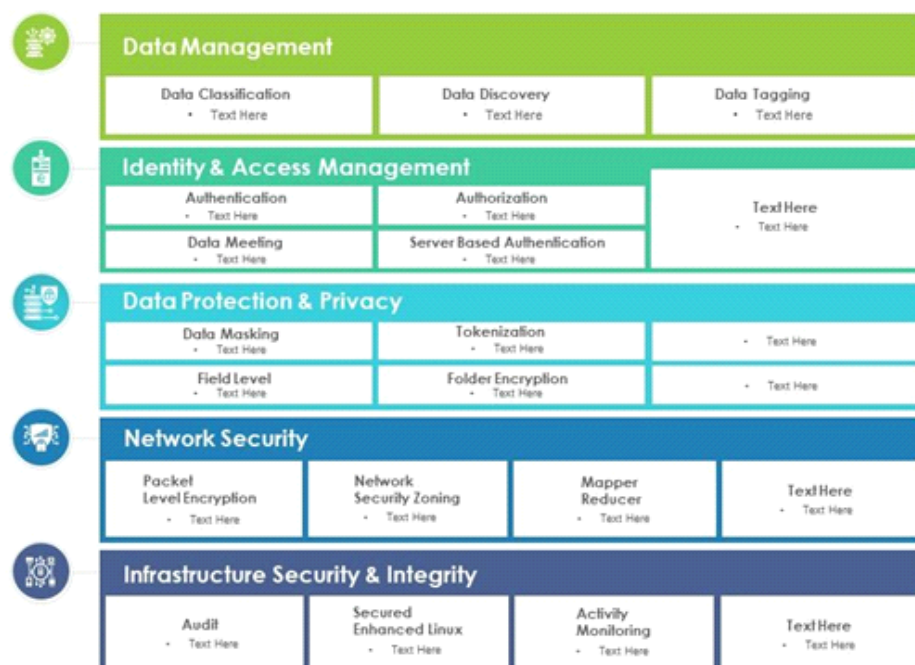 Data Management
Data Classification
• Text Here
Data Discovery
• Text Here
Data Tagging
• Text Here
Identity & Access Management
Authentication
• Text Here
Authorization
• Text Here
Text Here
• Text Here
Data Meeting
• Text Here
Server Based Authentication
• Text Here
Data Protection & Privacy
Data Masking
• Text Here
Tokenization
• Text Here
• Text Here
Field Level
• Text Here
Folder Encryption
• Text Here
• Text Here
Network Security
Packet
Level Encryption
• Text Here
Network
Security Zoning
• Text Here
Mapper
Reducer
• Text Here
Text Here
• Text Here
Infrastructure Security & Integrity
Audit
• Text Here
Secured
Enhanced Linux
• Text Here
Activity
Monitoring
• Text Here
Text Here
• Text Here